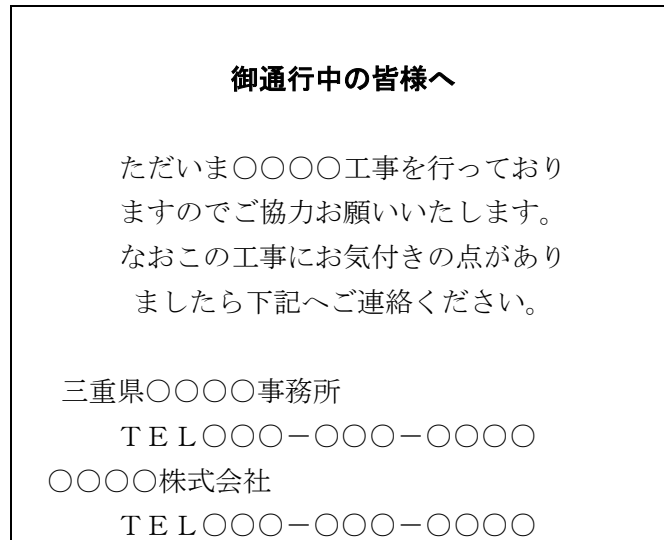 御通行中の皆様へ
ただいま○○○○工事を行っており
ますのでご協力お願いいたします。
なおこの工事にお気付きの点があり
ましたら下記へご連絡ください。
三重県○○○○事務所
ＴＥＬ○○○－○○○－○○○○
○○○○株式会社
ＴＥＬ○○○－○○○－○○○○